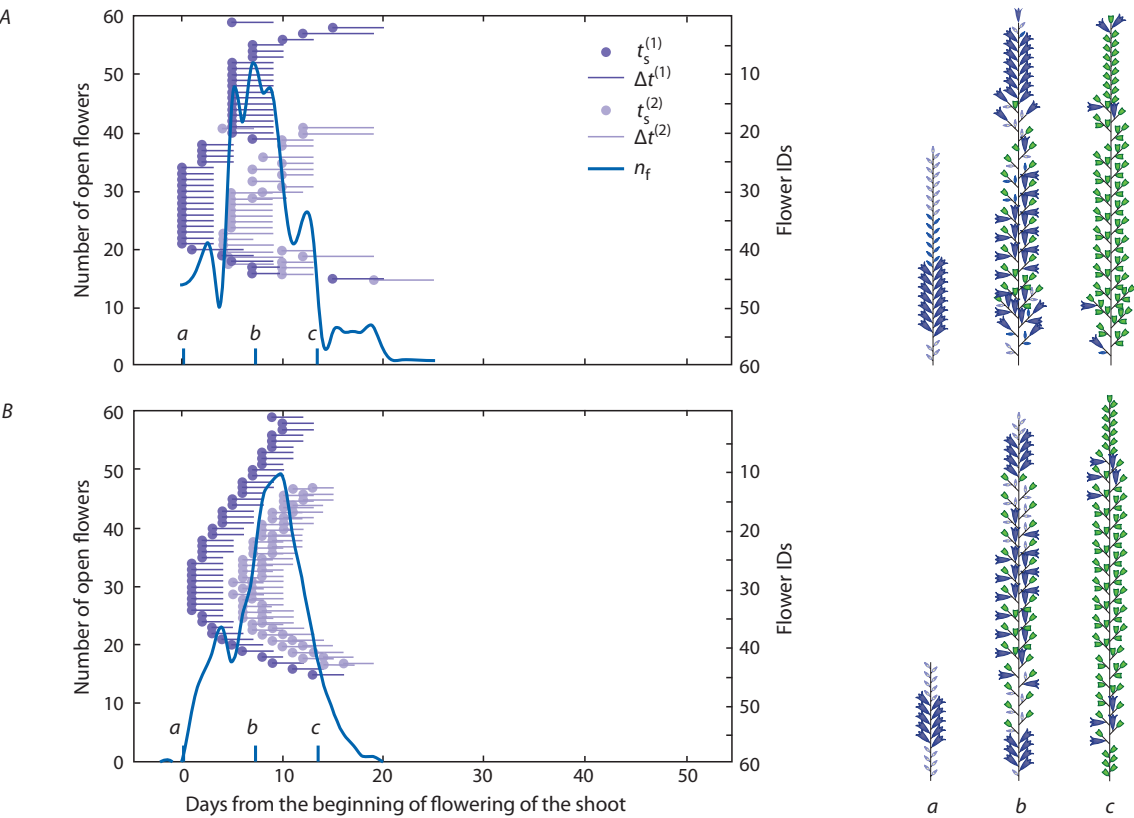 A
60
50
40
30
20
10
0
Number of open flowers
10
20
30
40
50
60
Flower IDs
t_s^(1)
Δt^(1)
t_s^(2)
Δt^(2)
n_f
a
b
c
B
60
50
40
30
20
10
0
Number of open flowers
10
20
30
40
50
60
Flower IDs
a
b
c
0
10
20
30
40
50
Days from the beginning of flowering of the shoot
a
b
c